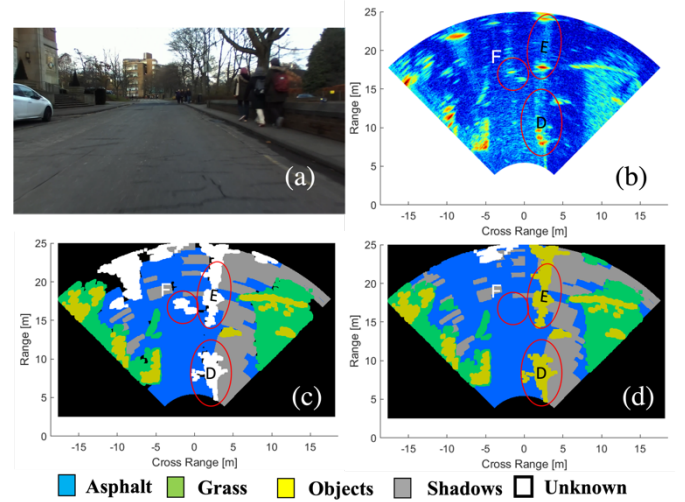 (a)
(b)
25
20
15
10
5
0
Range [m]
-15 -10 -5 0 5 10 15
Cross Range [m]
E
F
D
(c)
25
20
15
10
5
0
Range [m]
-15 -10 -5 0 5 10 15
Cross Range [m]
F
E
D
(d)
25
20
15
10
5
0
Range [m]
-15 -10 -5 0 5 10 15
Cross Range [m]
F
E
D
Asphalt Grass Objects Shadows Unknown